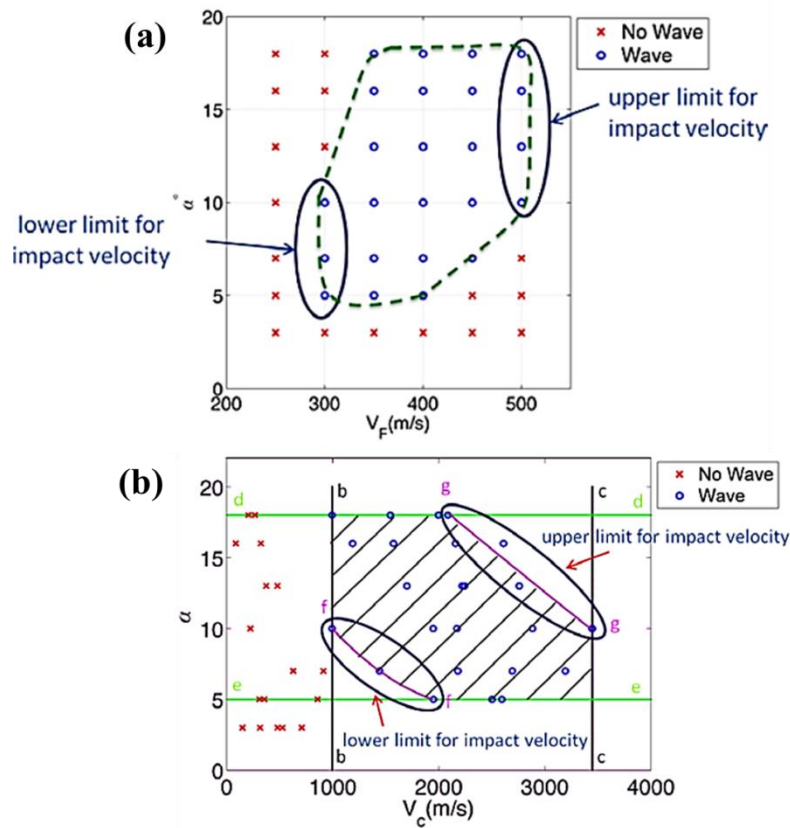 (a)
20
15
10
5
0
α°
200
300
400
500
V_F(m/s)
No Wave
Wave
upper limit for
impact velocity
lower limit for
impact velocity
(b)
20
15
10
5
0
α
0
1000
2000
3000
4000
V_C(m/s)
No Wave
Wave
d
b
g
c
d
upper limit for impact velocity
f
g
e
f
e
lower limit for impact velocity
b
c